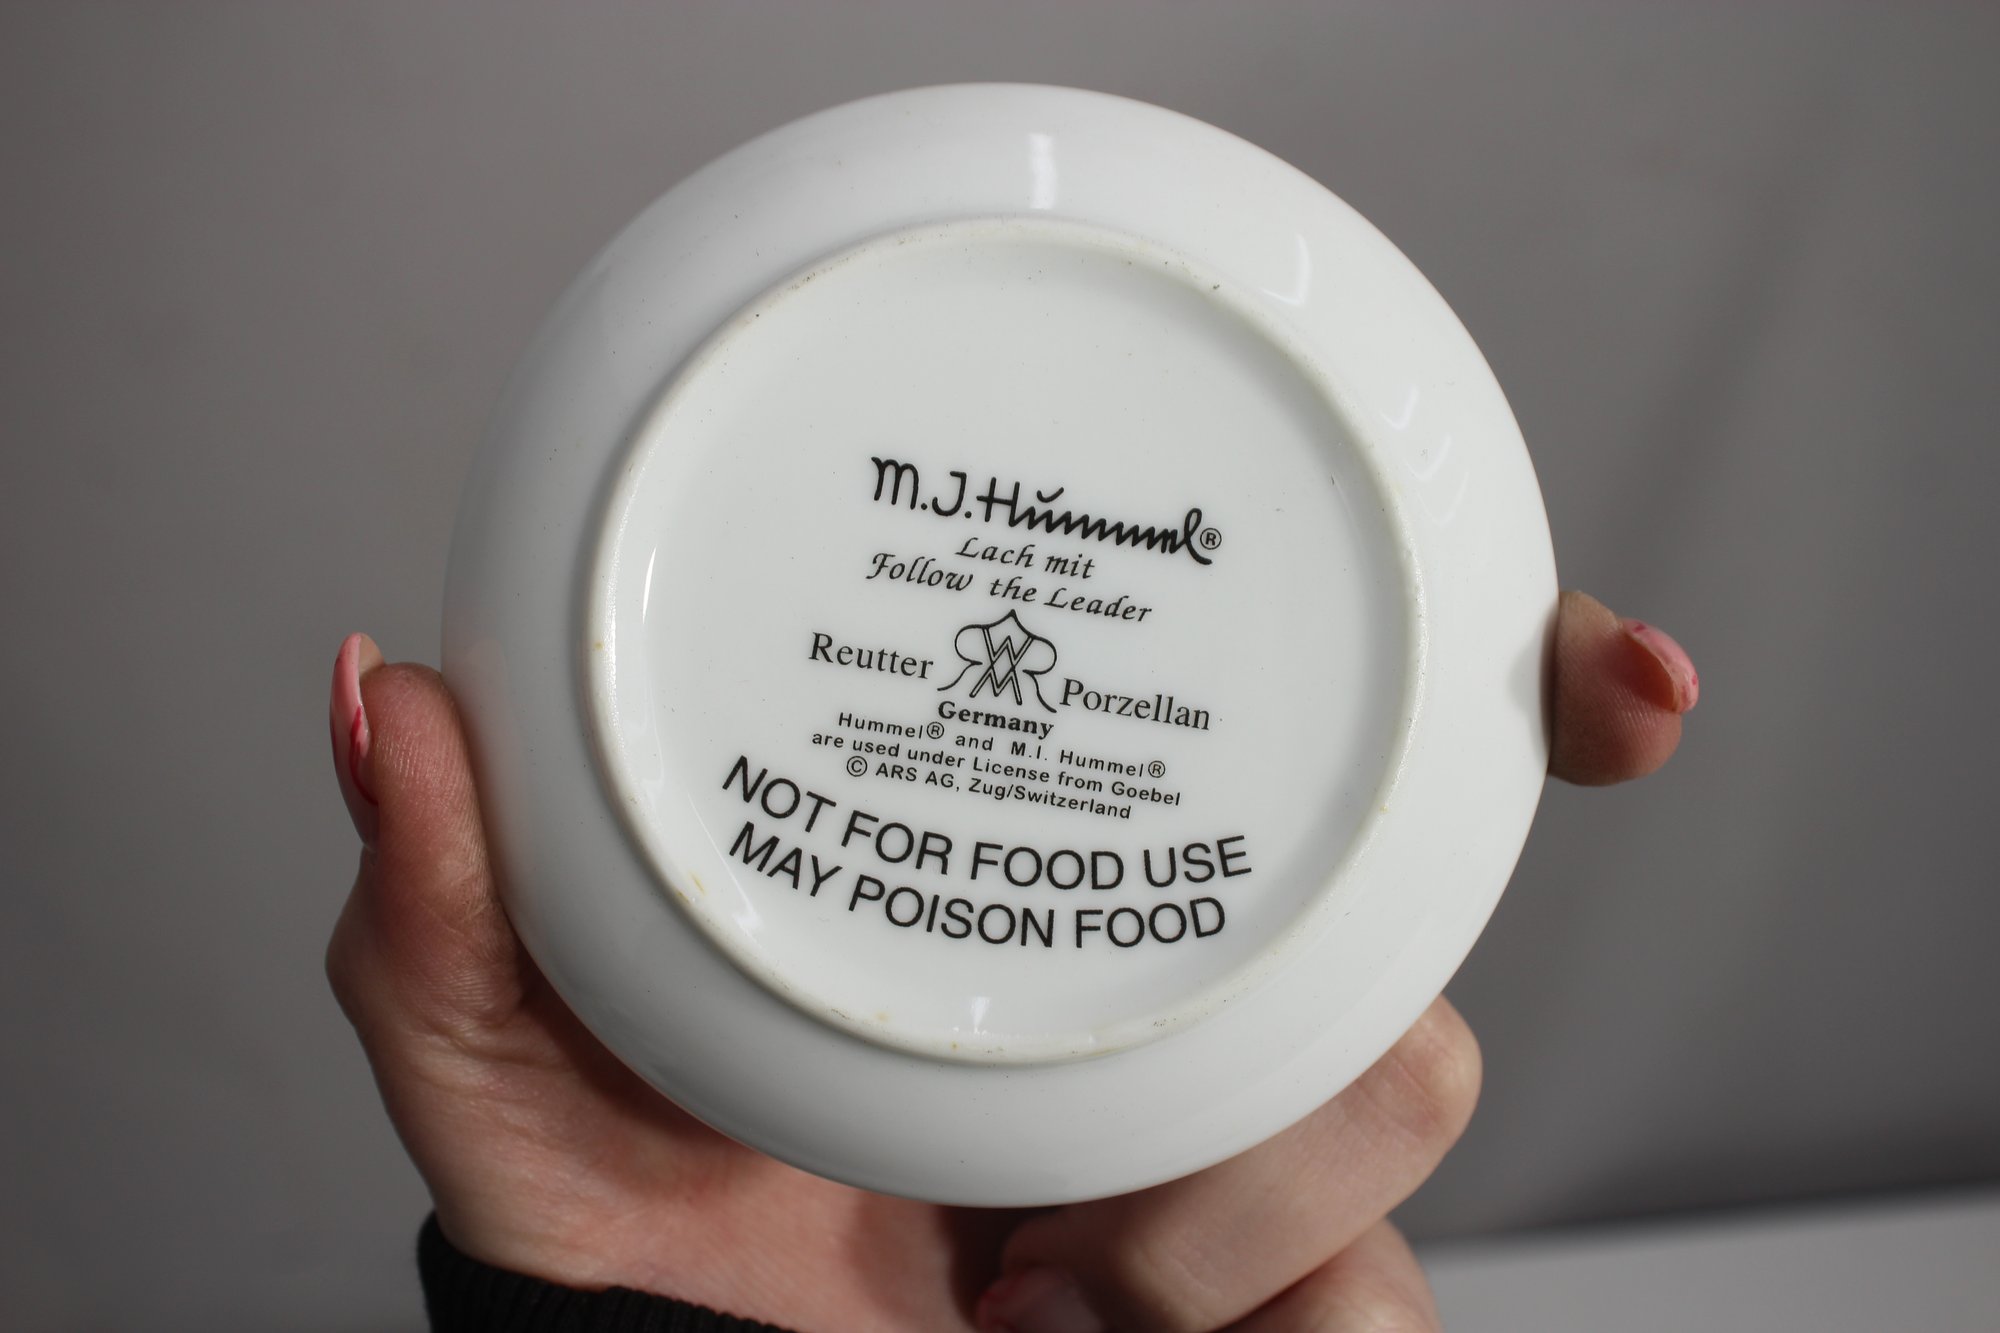 M.J.Hŭmmel®
Lach mit
Follow the Leader
Reutter Porzellan
Germany
Hummel® and M.I. Hummel®
are used under License from Goebel
© ARS AG, Zug/Switzerland
NOT FOR FOOD USE
MAY POISON FOOD